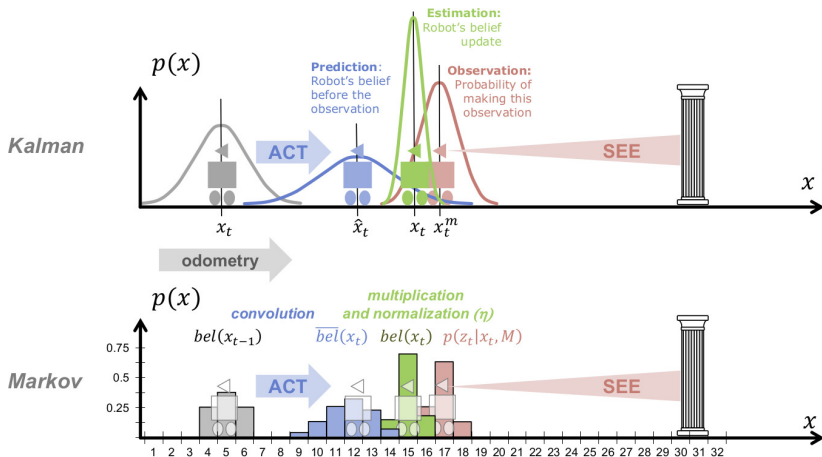 Estimation:
Robot's belief
update
p(x)
Prediction:
Robot's belief
before the
observation
Observation:
Probability of
making this
observation
Kalman
ACT
SEE
x
x_t
x̂_t
x_t
x_t^m
odometry
p(x)
convolution
multiplication
and normalization (η)
bel(x_{t−1})
\overline{bel}(x_t)
bel(x_t)
p(z_t|x_t, M)
0.75
Markov
0.5
ACT
SEE
0.25
x
1 2 3 4 5 6 7 8 9 10 11 12 13 14 15 16 17 18 19 20 21 22 23 24 25 26 27 28 29 30 31 32